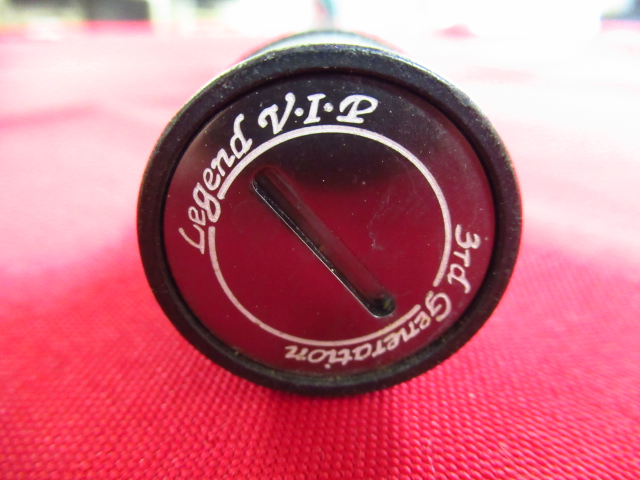 Legend V·I·P
3rd Generation